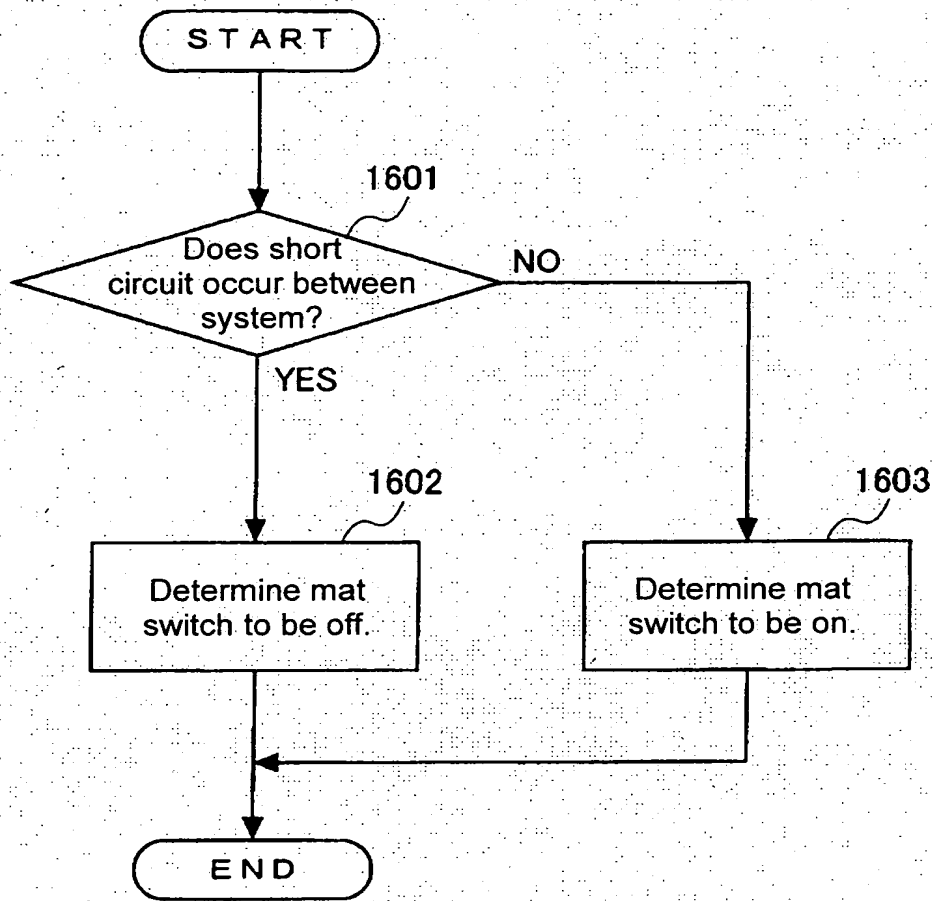 START
1601
Does short
circuit occur between
system?
NO
YES
1602
1603
Determine mat
switch to be off.
Determine mat
switch to be on.
END